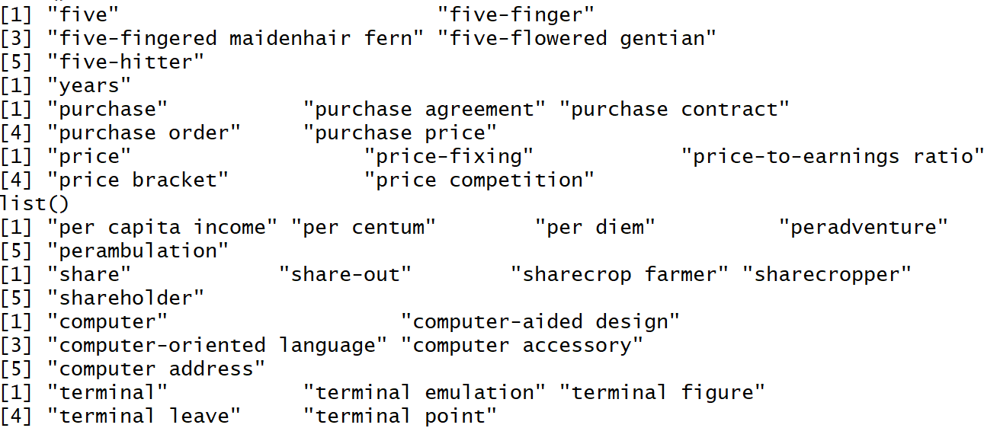 [1] "five"                          "five-finger"
[3] "five-fingered maidenhair fern" "five-flowered gentian"
[5] "five-hitter"
[1] "years"
[1] "purchase"           "purchase agreement" "purchase contract"
[4] "purchase order"     "purchase price"
[1] "price"                   "price-fixing"            "price-to-earnings ratio"
[4] "price bracket"           "price competition"
list()
[1] "per capita income" "per centum"        "per diem"          "peradventure"
[5] "perambulation"
[1] "share"            "share-out"        "sharecrop farmer" "sharecropper"
[5] "shareholder"
[1] "computer"                   "computer-aided design"
[3] "computer-oriented language" "computer accessory"
[5] "computer address"
[1] "terminal"           "terminal emulation" "terminal figure"
[4] "terminal leave"     "terminal point"